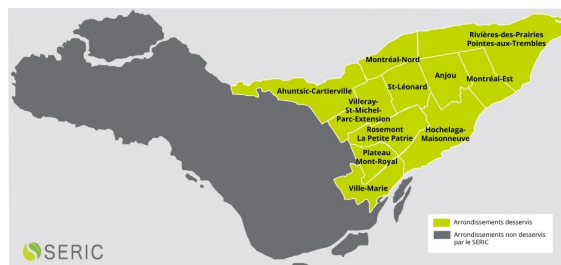 Rivières-des-Prairies
Pointes-aux-Trembles
Montréal-Nord
Anjou
Montréal-Est
St-Léonard
Ahuntsic-Cartierville
Villeray-
St-Michel-
Parc-Extension
Rosemont
La Petite Patrie
Hochelaga-
Maisonneuve
Plateau
Mont-Royal
Ville-Marie
Arrondissements desservis
Arrondissements non desservis
par le SERIC
SERIC